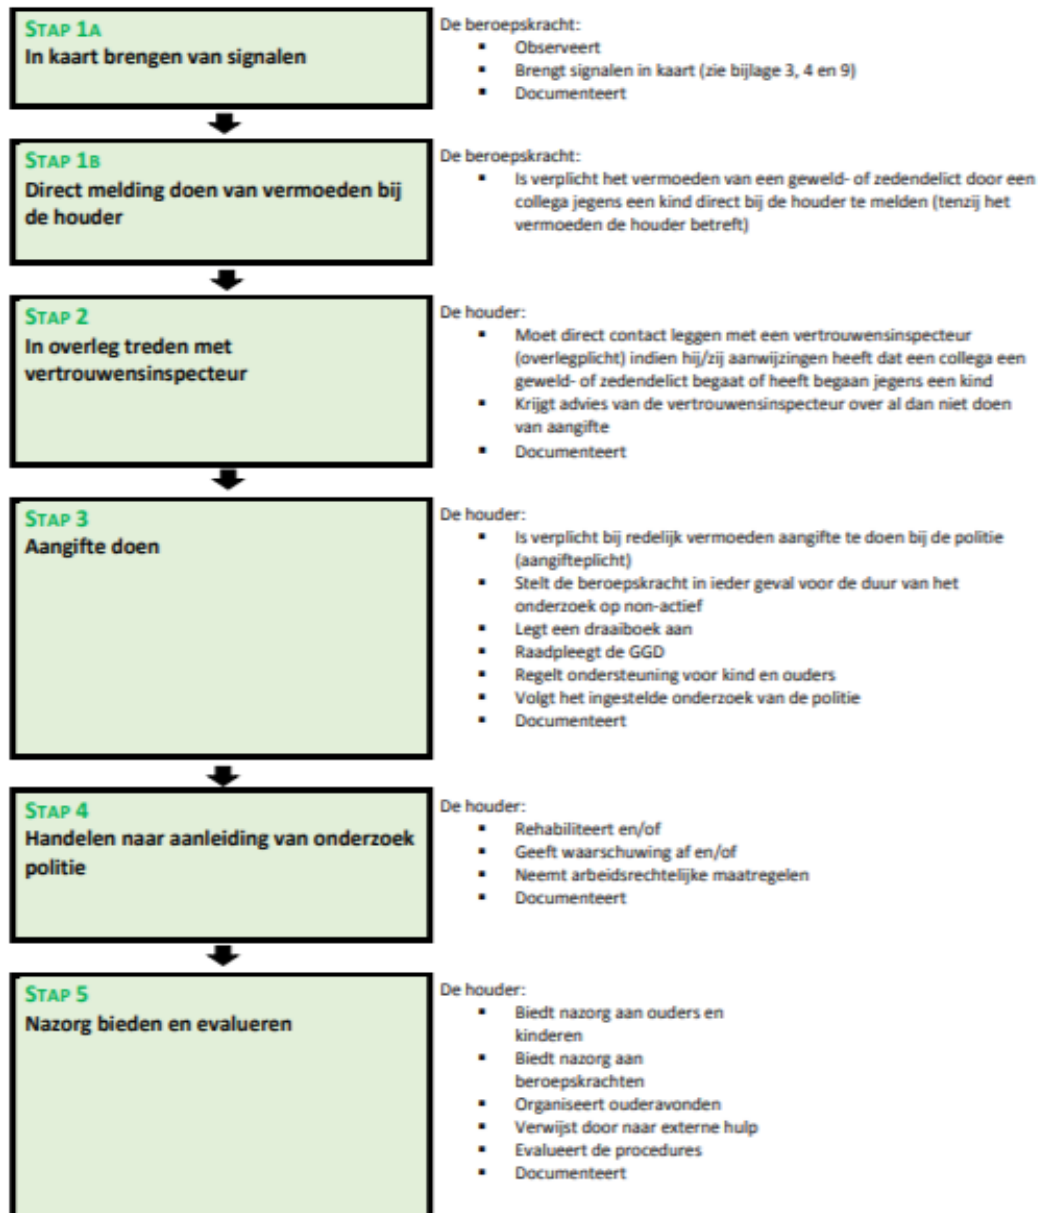 STAP 1A
In kaart brengen van signalen
De beroepskracht:
▪ Observeert
▪ Brengt signalen in kaart (zie bijlage 3, 4 en 9)
▪ Documenteert
STAP 1B
Direct melding doen van vermoeden bij
de houder
De beroepskracht:
▪ Is verplicht het vermoeden van een geweld- of zedendelict door een
collega jegens een kind direct bij de houder te melden (tenzij het
vermoeden de houder betreft)
STAP 2
In overleg treden met
vertrouwensinspecteur
De houder:
▪ Moet direct contact leggen met een vertrouwensinspecteur
(overlegplicht) indien hij/zij aanwijzingen heeft dat een collega een
geweld- of zedendelict begaat of heeft begaan jegens een kind
▪ Krijgt advies van de vertrouwensinspecteur over al dan niet doen
van aangifte
▪ Documenteert
STAP 3
Aangifte doen
De houder:
▪ Is verplicht bij redelijk vermoeden aangifte te doen bij de politie
(aangifteplicht)
▪ Stelt de beroepskracht in ieder geval voor de duur van het
onderzoek op non-actief
▪ Legt een draaiboek aan
▪ Raadpleegt de GGD
▪ Regelt ondersteuning voor kind en ouders
▪ Volgt het ingestelde onderzoek van de politie
▪ Documenteert
STAP 4
Handelen naar aanleiding van onderzoek
politie
De houder:
▪ Rehabiliteert en/of
▪ Geeft waarschuwing af en/of
▪ Neemt arbeidsrechtelijke maatregelen
▪ Documenteert
STAP 5
Nazorg bieden en evalueren
De houder:
▪ Biedt nazorg aan ouders en
kinderen
▪ Biedt nazorg aan
beroepskrachten
▪ Organiseert ouderavonden
▪ Verwijst door naar externe hulp
▪ Evalueert de procedures
▪ Documenteert